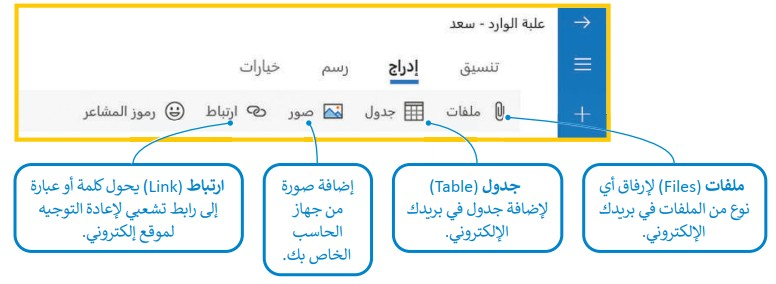 علبة الوارد - سعد
تنسيق إدراج رسم خيارات
ملفات جدول صور ارتباط رموز المشاعر
ملفات (Files) لإرفاق أي
نوع من الملفات في بريدك
الإلكتروني.
جدول (Table)
لإضافة جدول في بريدك
الإلكتروني.
إضافة صورة
من جهاز
الحاسب
الخاص بك.
ارتباط (Link) يحول كلمة أو عبارة
إلى رابط تشعبي لإعادة التوجيه
لموقع إلكتروني.